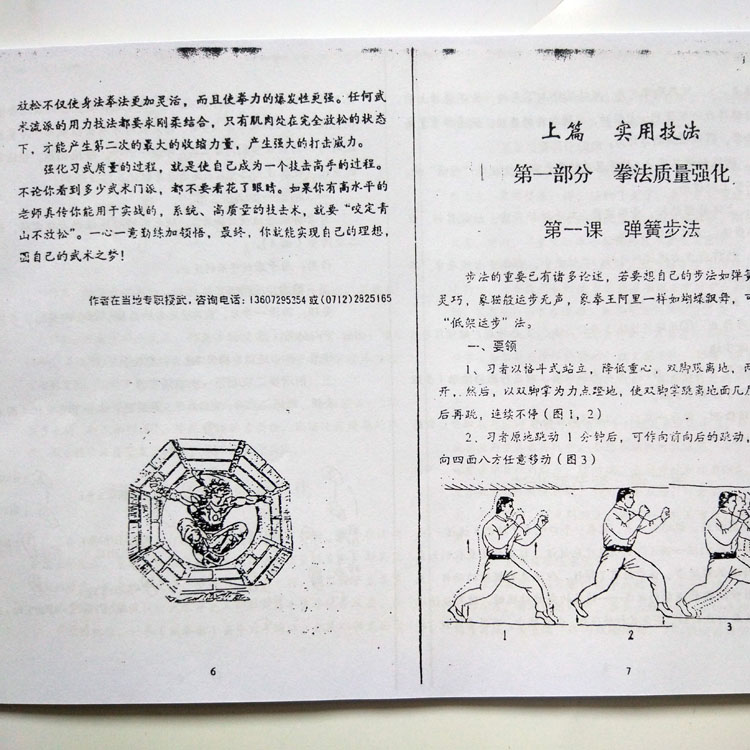 放松不仅使身法拳法更加灵活，而且使拳力的爆发性更强。任何武
术流派的用力技法都要求刚柔结合，只有肌肉处在完全放松的状态
下，才能产生第二次的最大的收缩力量，产生强大的打击威力。
强化习武质量的过程，就是使自己成为一个技击高手的过程。
不论你看到多少武术门派，都不要看花了眼睛。如果你有高水平的
老师真传你能用于实战的，系统、高质量的技击术，就要“咬定青
山不放松”。一心一意勤练加领悟，最终，你就能实现自己的理想，
圆自己的武术之梦！
作者在当地专职授武，咨询电话：13607295354或(0712)2825165
6
上篇 实用技法
第一部分 拳法质量强化
第一课 弹簧步法
步法的重要已有诸多论述，若要想自己的步法如弹簧
灵巧，象猫般运步无声，象拳王阿里一样如蝴蝶飘舞，可
“低架运步”法。
一、要领
1、习者以格斗式站立，降低重心，双脚距离地，两
开，然后，以双脚掌为力点蹬地，使双脚掌跳离地面几厘
后再跳，连续不停（图1，2）
2、习者原地跳动1分钟后，可作向前向后的跳动，
向四面八方任意移动（图3）
1
2
3
7